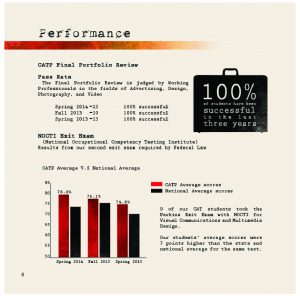 Performance
CATP Final Portfolio Review
Pass Rate
The Final Portfolio Review is judged by Working
Professionals in the fields of Advertising, Design,
Photography, and Video
Spring 2014 -12 100% successful
Fall 2013 -10 100% successful
Spring 2013 -13 100% successful
100%
of students have been
successful
in the last
three years
NOCTI Exit Exam
(National Occupational Competency Testing Institute)
Results from our second exit exam required by Federal Law
CATP Average V.S National Average
85
80
75
70
65
60
50
76.8%
76.1%
74.8%
Spring 2014
Fall 2013
Spring 2013
CATP Average scores
National Average scores
9 of our CAT students took the
Perkins Exit Exam with NOCTI for
Visual Communications and Multimedia
Design.
Our students' average scores were
7 points higher than the state and
national average for the same test.
8